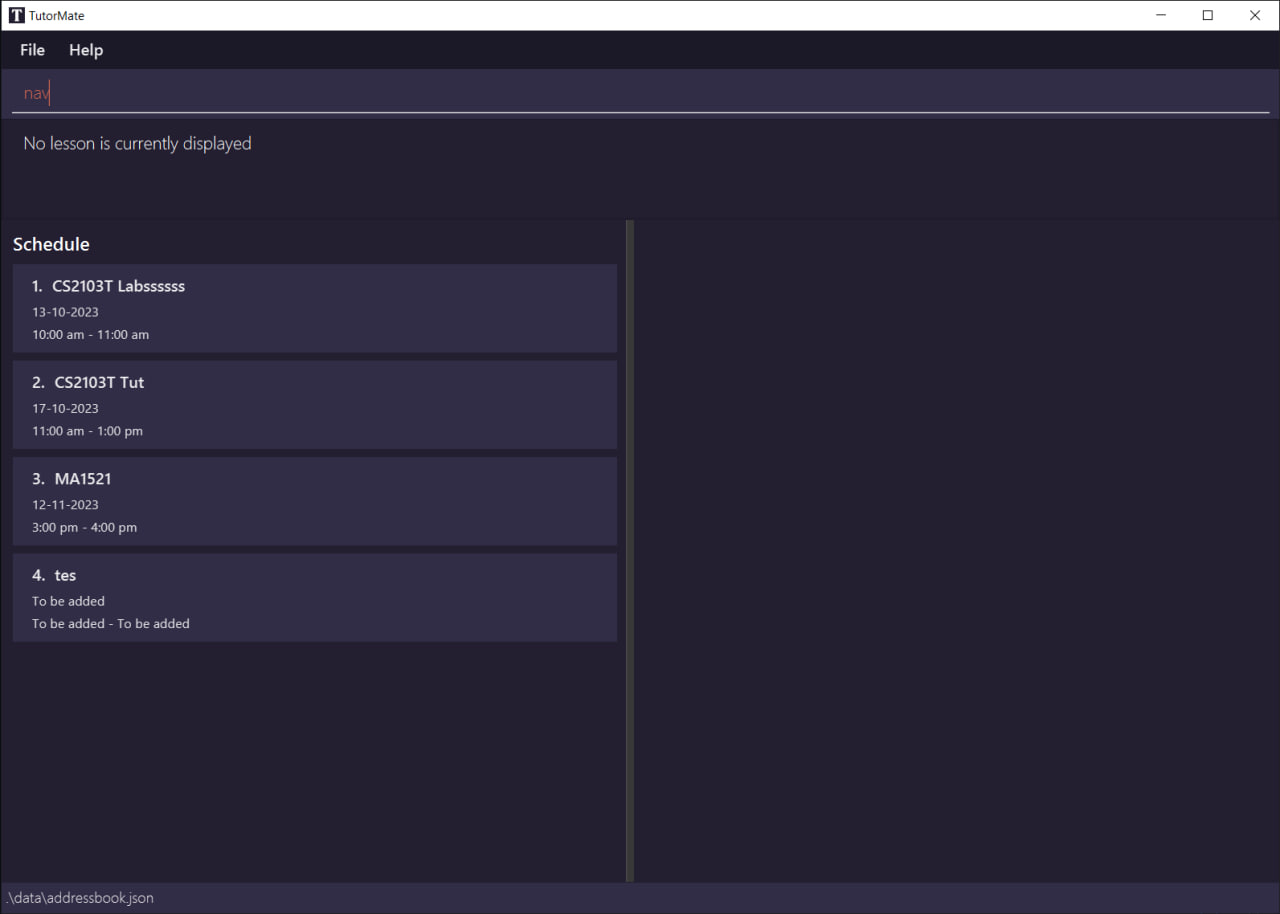 TutorMate
File Help
nav
No lesson is currently displayed
Schedule
1. CS2103T Labssssss
13-10-2023
10:00 am - 11:00 am
2. CS2103T Tut
17-10-2023
11:00 am - 1:00 pm
3. MA1521
12-11-2023
3:00 pm - 4:00 pm
4. tes
To be added
To be added - To be added
.\data\addressbook.json